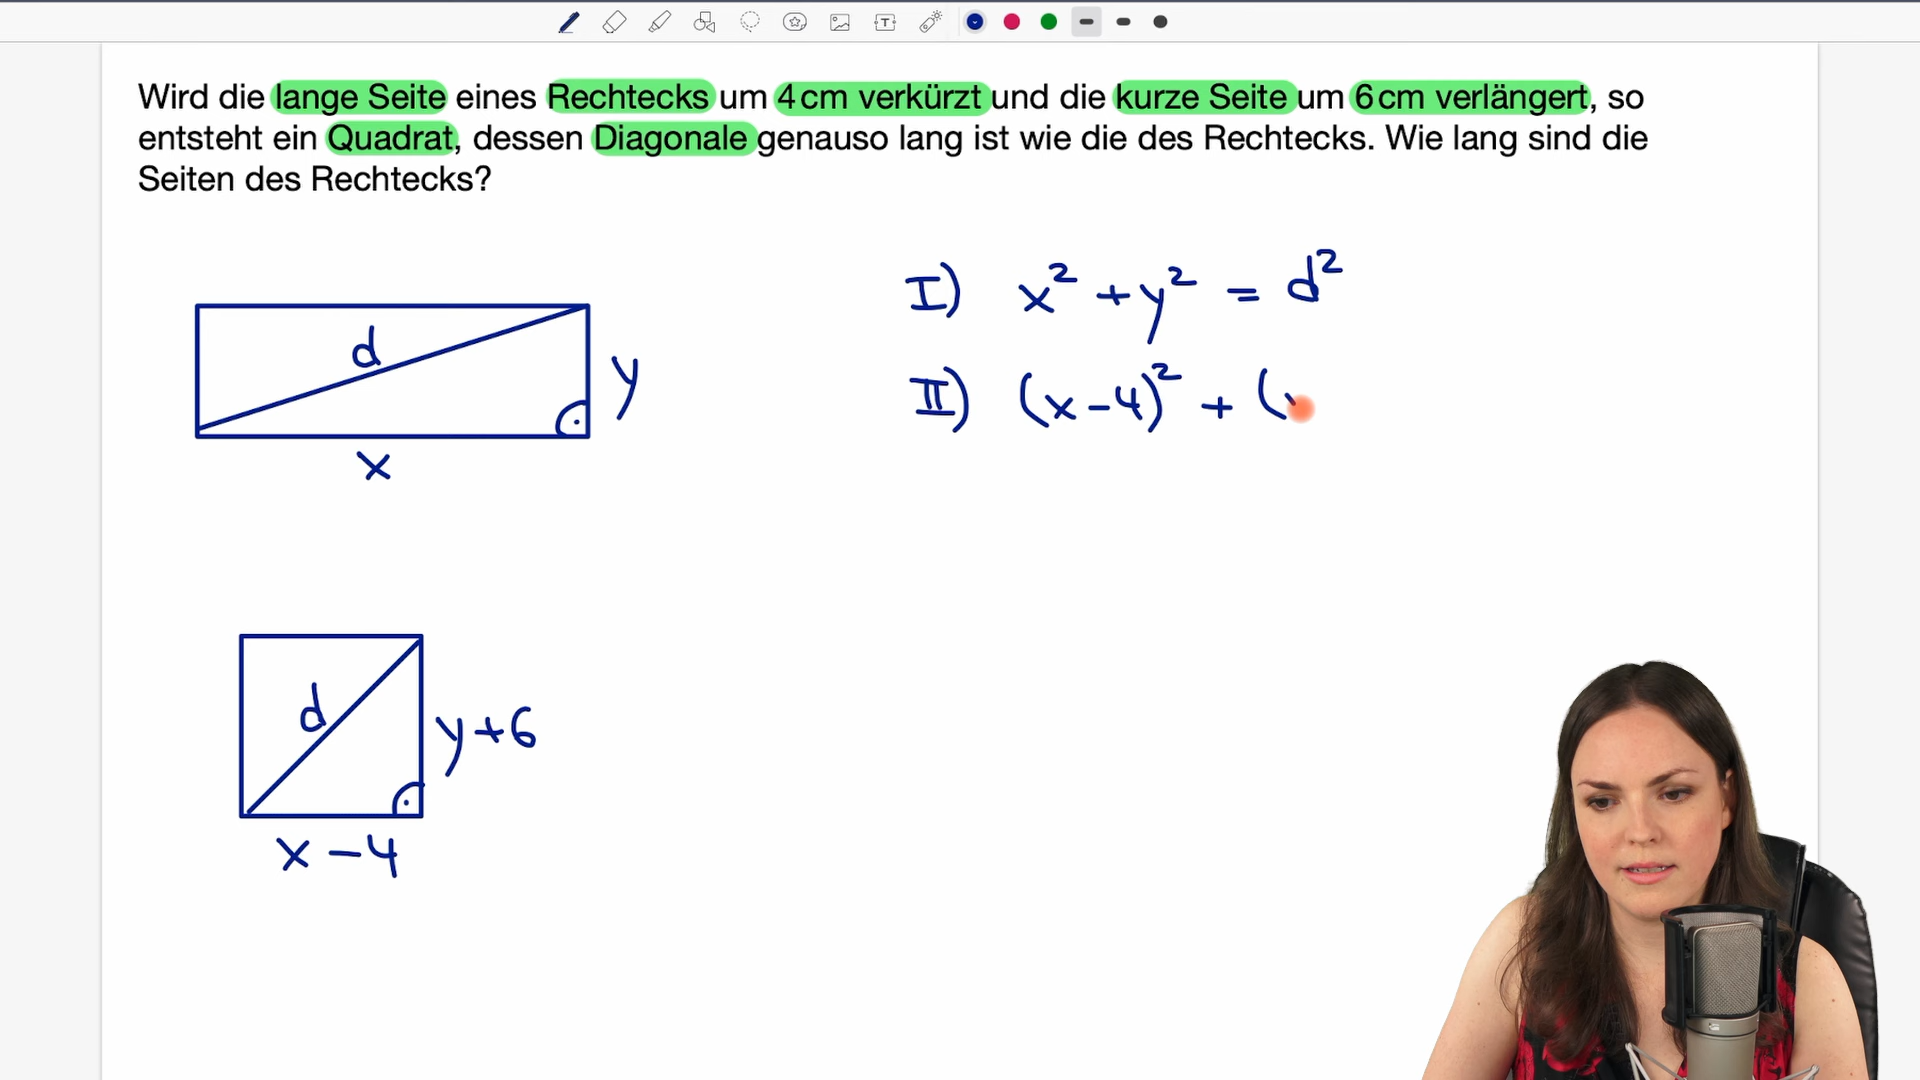 Wird die lange Seite eines Rechtecks um 4 cm verkürzt und die kurze Seite um 6 cm verlängert, so
entsteht ein Quadrat, dessen Diagonale genauso lang ist wie die des Rechtecks. Wie lang sind die
Seiten des Rechtecks?
I) x² + y² = d²
d
y
II) (x – 4)² + (
x
d
y + 6
x – 4